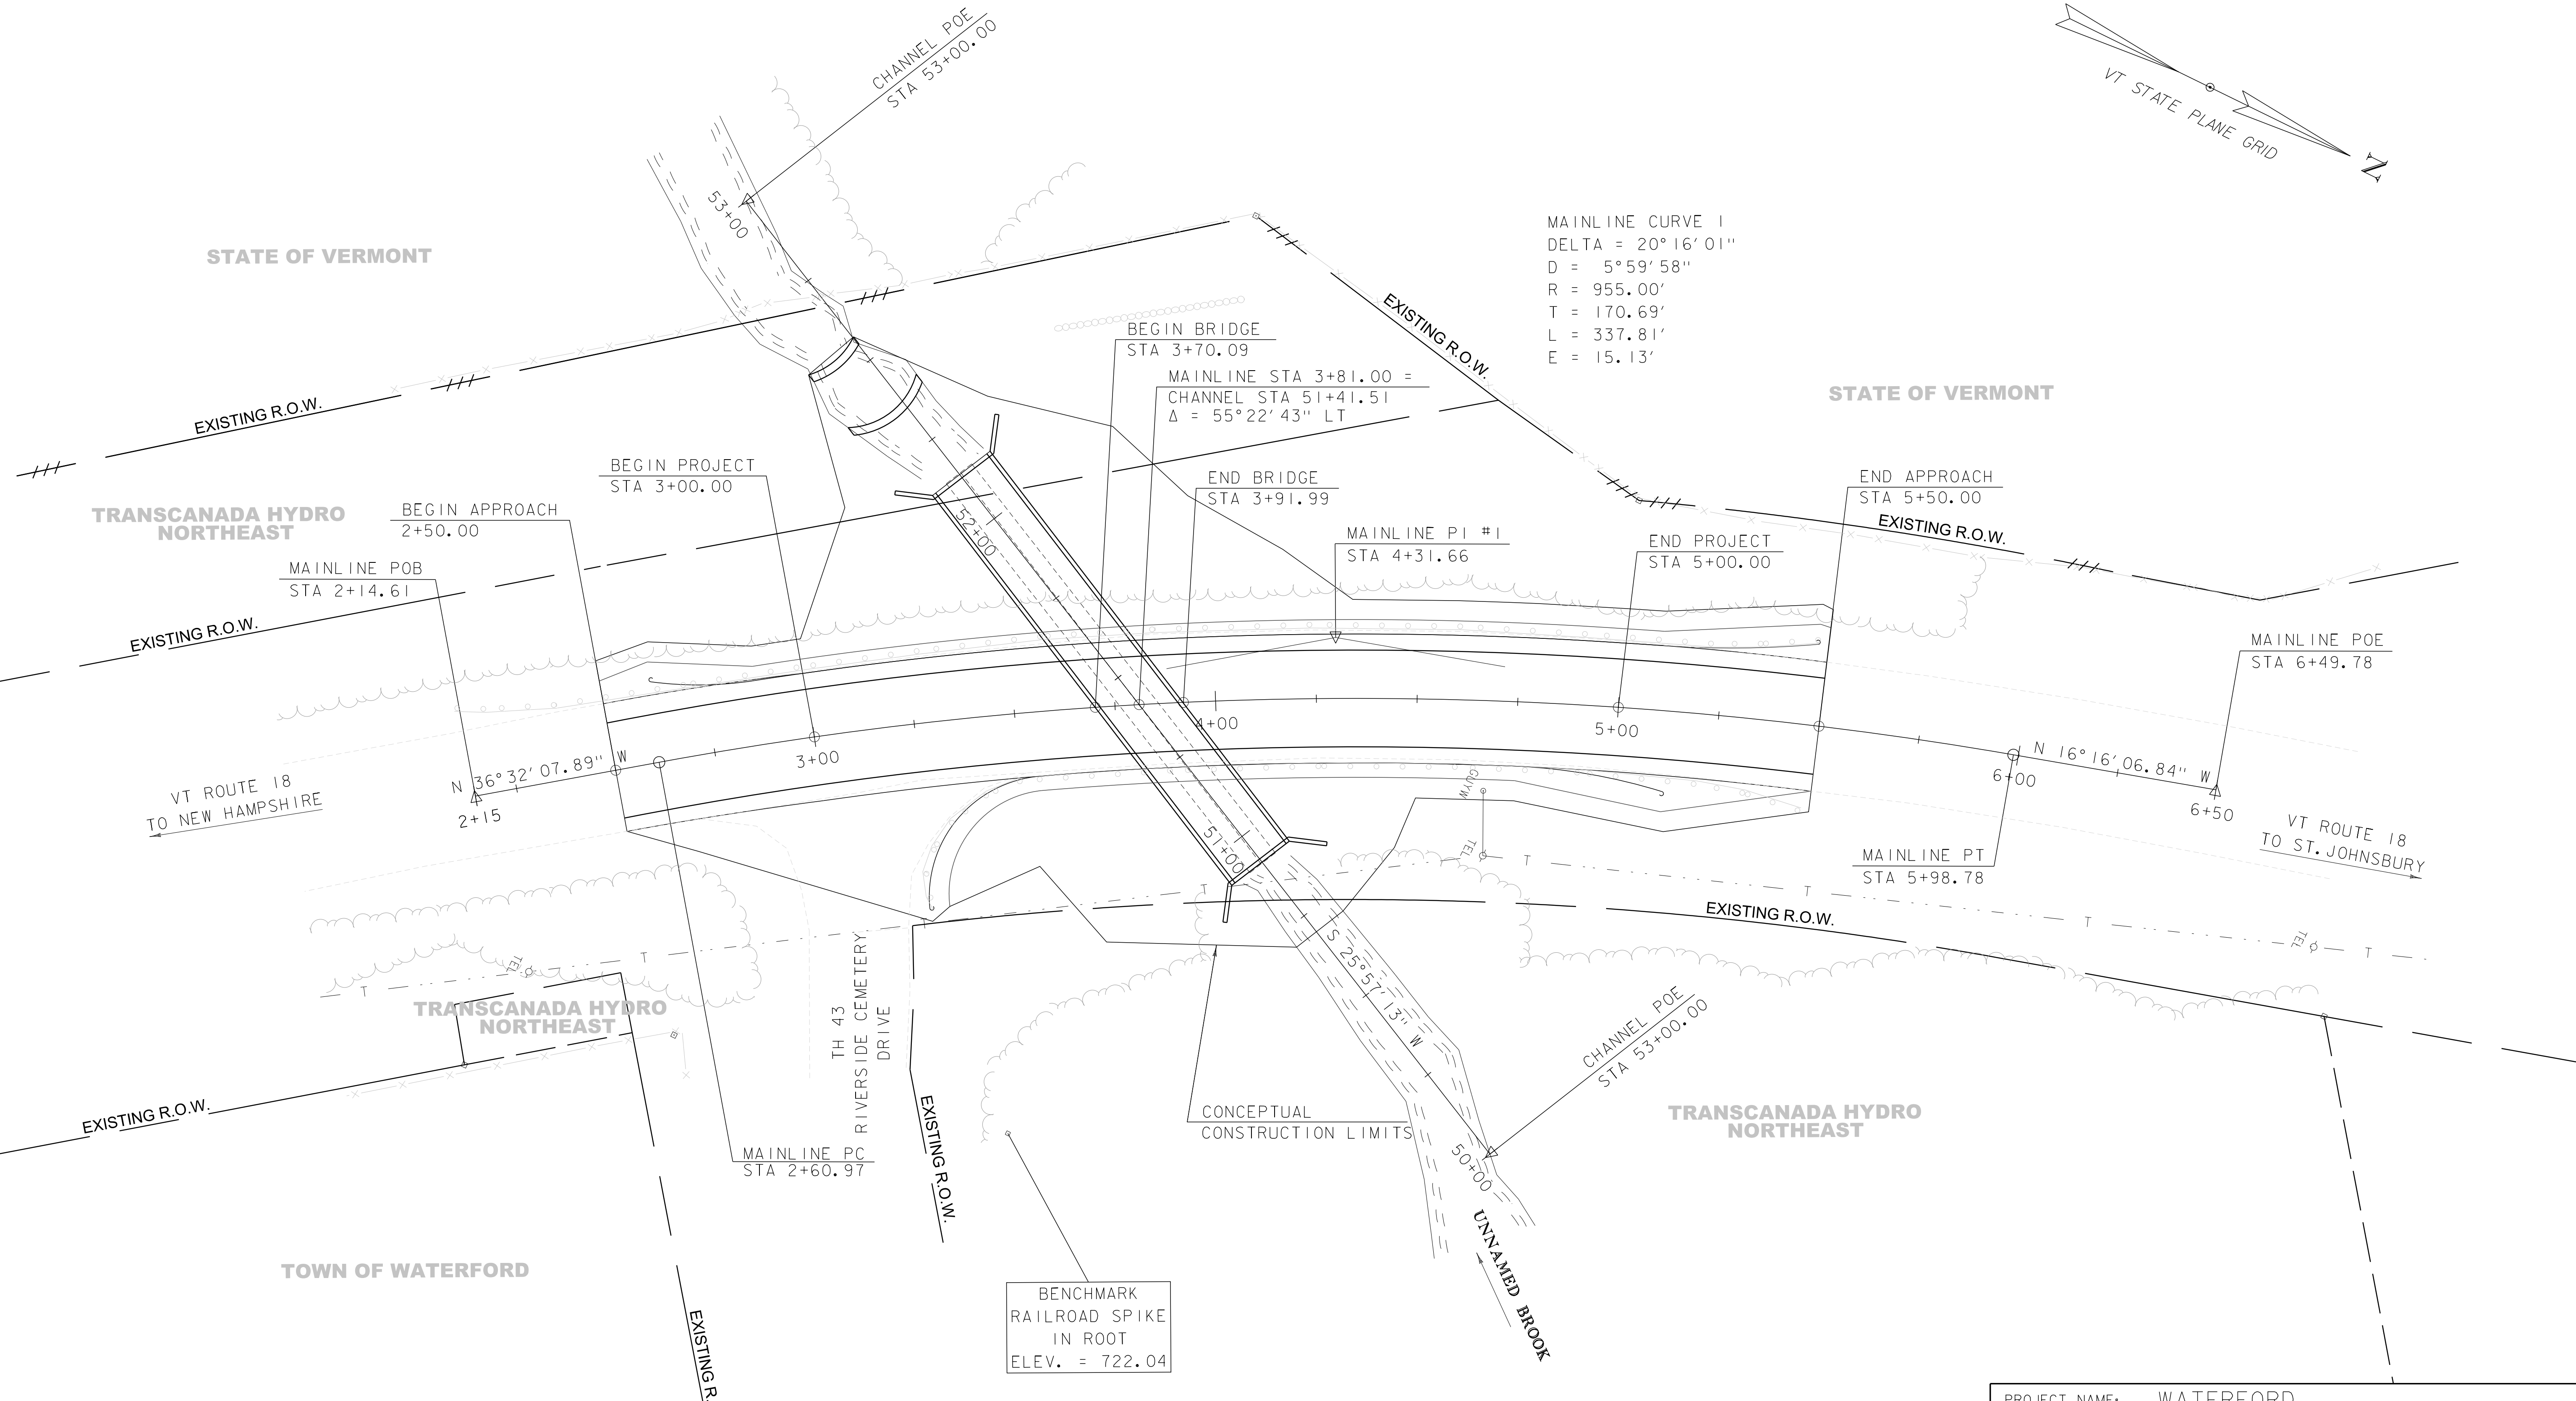 CHANNEL POE
STA 53+00.00
VT STATE PLANE GRID
N
53+00
STATE OF VERMONT
MAINLINE CURVE 1
DELTA = 20°16'01"
D = 5°59'58"
R = 955.00'
T = 170.69'
L = 337.81'
E = 15.13'
EXISTING R.O.W.
BEGIN BRIDGE
STA 3+70.09
MAINLINE STA 3+81.00 =
CHANNEL STA 51+41.51
Δ = 55°22'43" LT
STATE OF VERMONT
EXISTING R.O.W.
BEGIN PROJECT
STA 3+00.00
END BRIDGE
STA 3+91.99
END APPROACH
STA 5+50.00
TRANSCANADA HYDRO
NORTHEAST
BEGIN APPROACH
2+50.00
52+00
MAINLINE PI #1
STA 4+31.66
END PROJECT
STA 5+00.00
EXISTING R.O.W.
MAINLINE POB
STA 2+14.61
EXISTING R.O.W.
MAINLINE POE
STA 6+49.78
4+00
5+00
3+00
N 36°32'07.89" W
2+15
N 16°16'06.84" W
6+00
6+50
VT ROUTE 18
TO NEW HAMPSHIRE
VT ROUTE 18
TO ST.JOHNSBURY
GUYW
TEL
51+00
MAINLINE PT
STA 5+98.78
T
T
T
T
T
T
T
T
EXISTING R.O.W.
TEL
TEL
S 25°57'13" W
TRANSCANADA HYDRO
NORTHEAST
TH 43
RIVERSIDE CEMETERY
DRIVE
CHANNEL POE
STA 53+00.00
EXISTING R.O.W.
EXISTING R.O.W.
CONCEPTUAL
CONSTRUCTION LIMITS
TRANSCANADA HYDRO
NORTHEAST
MAINLINE PC
STA 2+60.97
50+00
UNNAMED BROOK
TOWN OF WATERFORD
EXISTING R.
BENCHMARK
RAILROAD SPIKE
IN ROOT
ELEV. = 722.04
PROJECT NAME: WATERFORD